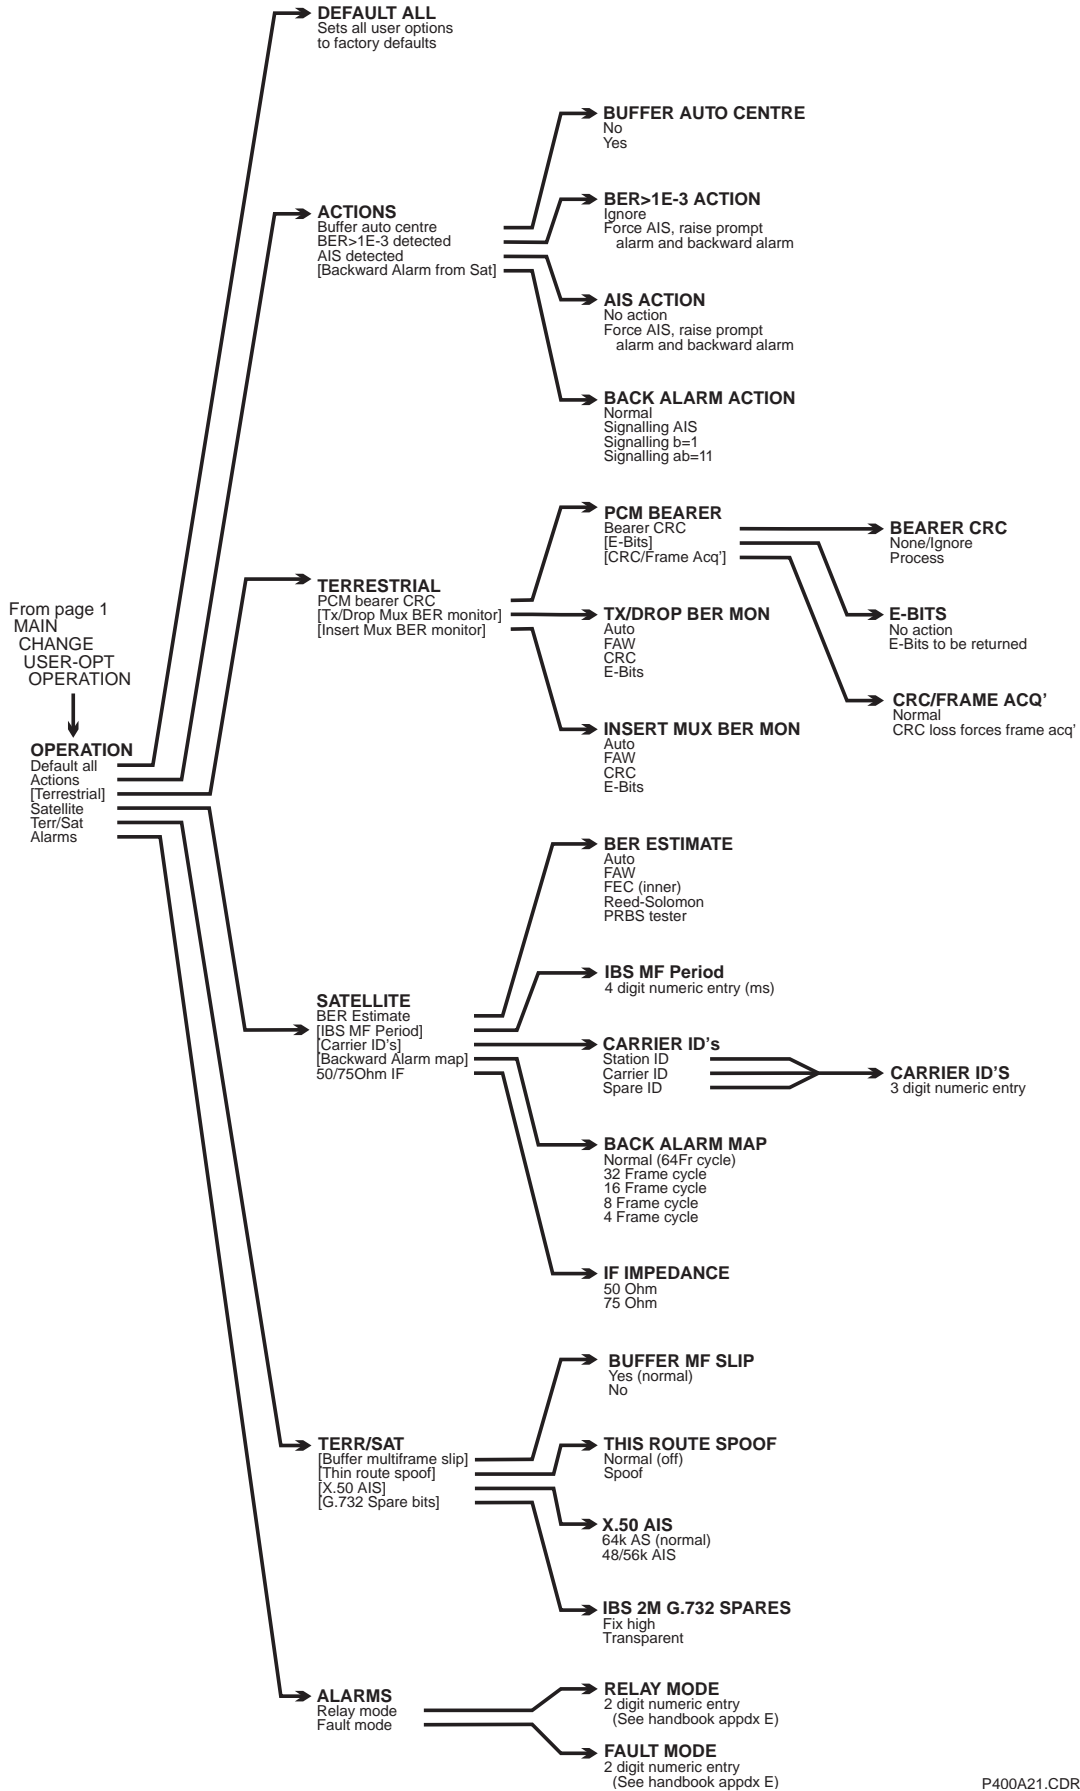 From page 1
MAIN
CHANGE
USER-OPT
OPERATION
OPERATION
Default all
Actions
[Terrestrial]
Satellite
Terr/Sat
Alarms
DEFAULT ALL
Sets all user options
to factory defaults
ACTIONS
Buffer auto centre
BER>1E-3 detected
AIS detected
[Backward Alarm from Sat]
BUFFER AUTO CENTRE
No
Yes
BER>1E-3 ACTION
Ignore
Force AIS, raise prompt
alarm and backward alarm
AIS ACTION
No action
Force AIS, raise prompt
alarm and backward alarm
BACK ALARM ACTION
Normal
Signalling AIS
Signalling b=1
Signalling ab=11
TERRESTRIAL
PCM bearer CRC
[Tx/Drop Mux BER monitor]
[Insert Mux BER monitor]
PCM BEARER
Bearer CRC
[E-Bits]
[CRC/Frame Acq']
BEARER CRC
None/Ignore
Process
E-BITS
No action
E-Bits to be returned
CRC/FRAME ACQ'
Normal
CRC loss forces frame acq'
TX/DROP BER MON
Auto
FAW
CRC
E-Bits
INSERT MUX BER MON
Auto
FAW
CRC
E-Bits
SATELLITE
BER Estimate
[IBS MF Period]
[Carrier ID's]
[Backward Alarm map]
50/75Ohm IF
BER ESTIMATE
Auto
FAW
FEC (inner)
Reed-Solomon
PRBS tester
IBS MF Period
4 digit numeric entry (ms)
CARRIER ID's
Station ID
Carrier ID
Spare ID
CARRIER ID'S
3 digit numeric entry
BACK ALARM MAP
Normal (64Fr cycle)
32 Frame cycle
16 Frame cycle
8 Frame cycle
4 Frame cycle
IF IMPEDANCE
50 Ohm
75 Ohm
TERR/SAT
[Buffer multiframe slip]
[Thin route spoof]
[X.50 AIS]
[G.732 Spare bits]
BUFFER MF SLIP
Yes (normal)
No
THIS ROUTE SPOOF
Normal (off)
Spoof
X.50 AIS
64k AS (normal)
48/56k AIS
IBS 2M G.732 SPARES
Fix high
Transparent
ALARMS
Relay mode
Fault mode
RELAY MODE
2 digit numeric entry
(See handbook appdx E)
FAULT MODE
2 digit numeric entry
(See handbook appdx E)
P400A21.CDR